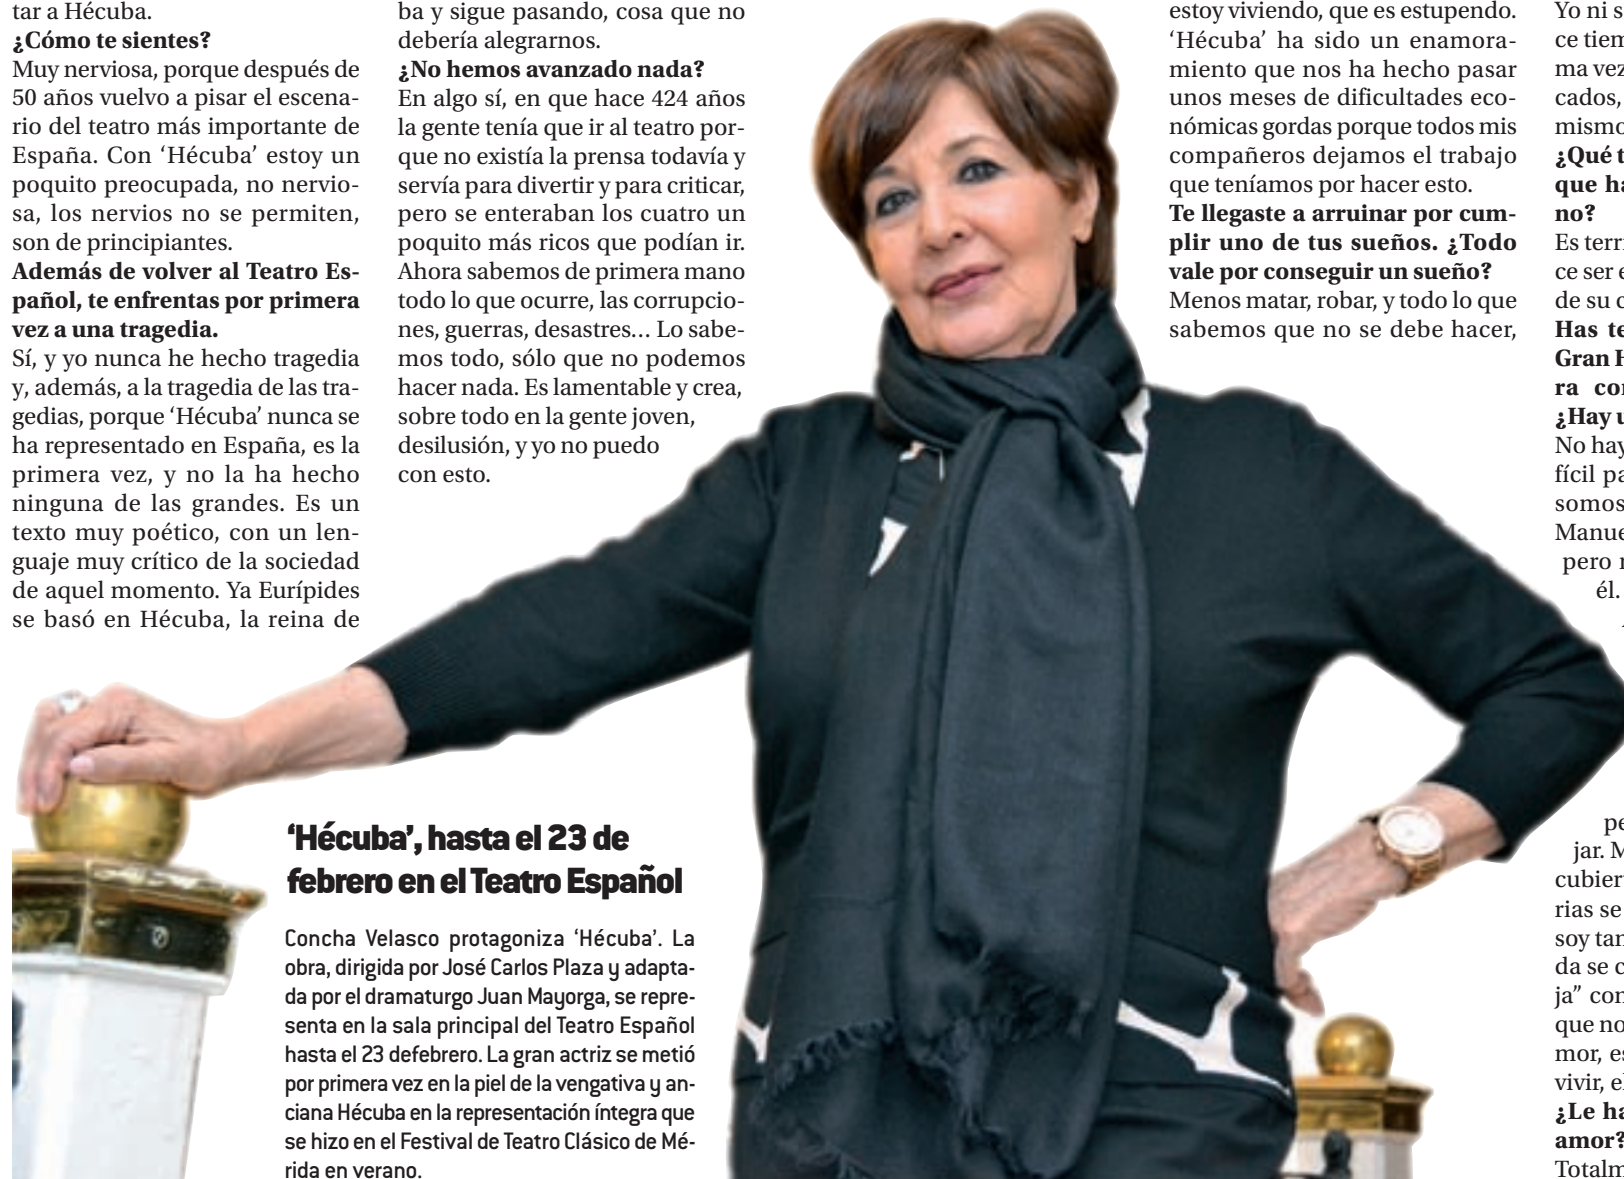 tar a Hécuba.
¿Cómo te sientes?
Muy nerviosa, porque después de
50 años vuelvo a pisar el escena-
rio del teatro más importante de
España. Con ‘Hécuba’ estoy un
poquito preocupada, no nervio-
sa, los nervios no se permiten,
son de principiantes.
Además de volver al Teatro Es-
pañol, te enfrentas por primera
vez a una tragedia.
Sí, y yo nunca he hecho tragedia
y, además, a la tragedia de las tra-
gedias, porque ‘Hécuba’ nunca se
ha representado en España, es la
primera vez, y no la ha hecho
ninguna de las grandes. Es un
texto muy poético, con un len-
guaje muy crítico de la sociedad
de aquel momento. Ya Eurípides
se basó en Hécuba, la reina de
ba y sigue pasando, cosa que no
debería alegrarnos.
¿No hemos avanzado nada?
En algo sí, en que hace 424 años
la gente tenía que ir al teatro por-
que no existía la prensa todavía y
servía para divertir y para criticar,
pero se enteraban los cuatro un
poquito más ricos que podían ir.
Ahora sabemos de primera mano
todo lo que ocurre, las corrupcio-
nes, guerras, desastres... Lo sabe-
mos todo, sólo que no podemos
hacer nada. Es lamentable y crea,
sobre todo en la gente joven,
desilusión, y yo no puedo
con esto.
estoy viviendo, que es estupendo.
‘Hécuba’ ha sido un enamora-
miento que nos ha hecho pasar
unos meses de dificultades eco-
nómicas gordas porque todos mis
compañeros dejamos el trabajo
que teníamos por hacer esto.
Te llegaste a arruinar por cum-
plir uno de tus sueños. ¿Todo
vale por conseguir un sueño?
Menos matar, robar, y todo lo que
sabemos que no se debe hacer,
Yo ni s
ce tiem
ma vez
cados,
mismo
¿Qué t
que ha
no?
Es terr
ce ser e
de su c
Has te
Gran H
ra con
¿Hay u
No hay
fícil pa
somos
Manue
pero n
él.
pe
jar. M
cubier
rias se
soy tan
da se c
ja” con
que no
mor, es
vivir, el
¿Le ha
amor?
Totalm
‘Hécuba’, hasta el 23 de
febrero en el Teatro Español
Concha Velasco protagoniza ‘Hécuba’. La
obra, dirigida por José Carlos Plaza y adapta-
da por el dramaturgo Juan Mayorga, se repre-
senta en la sala principal del Teatro Español
hasta el 23 defebrero. La gran actriz se metió
por primera vez en la piel de la vengativa y an-
ciana Hécuba en la representación íntegra que
se hizo en el Festival de Teatro Clásico de Mé-
rida en verano.